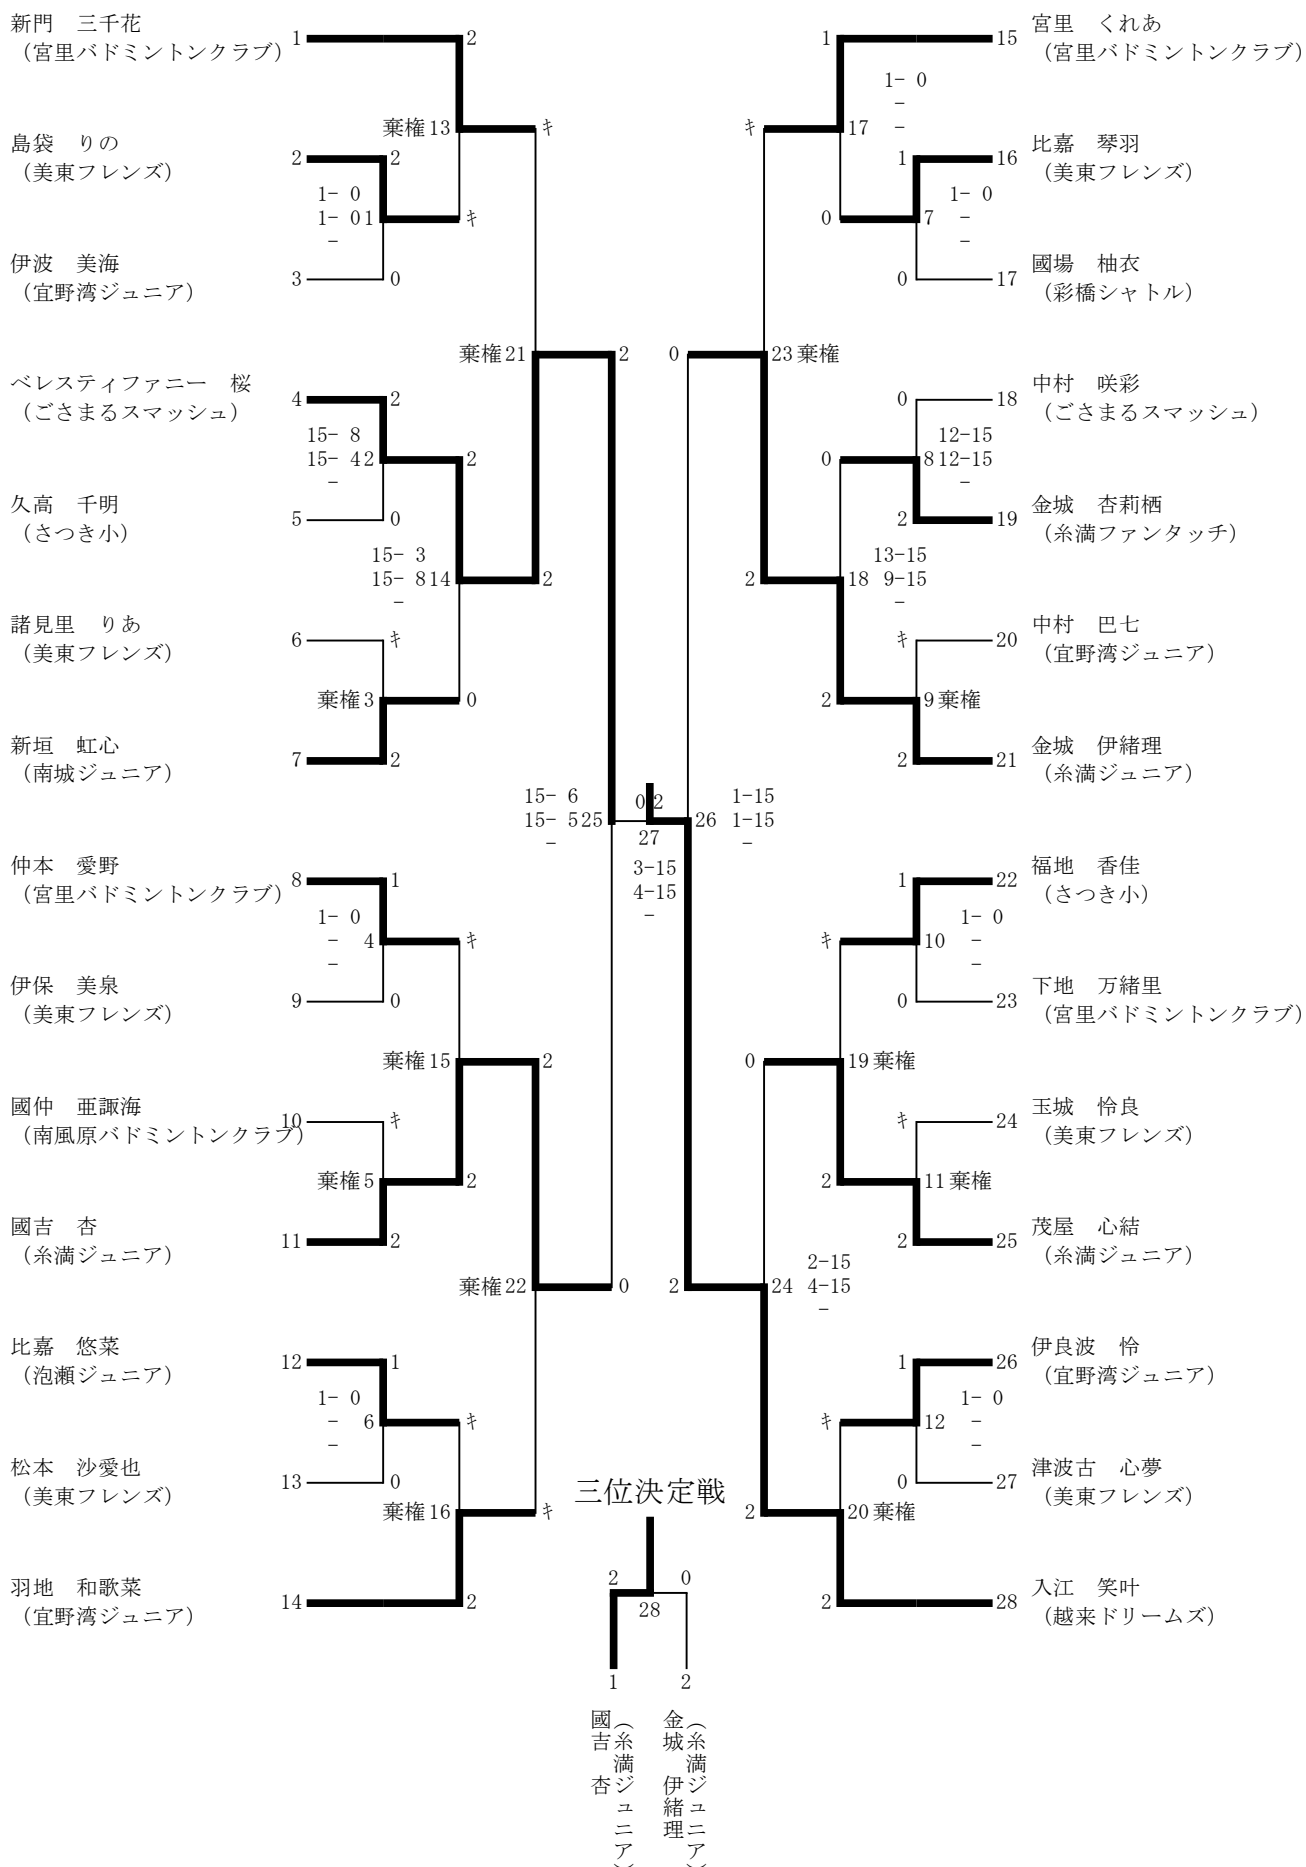 新門　三千花
（宮里バドミントンクラブ）
1
2
棄権 13
ｷ
島袋　りの
（美東フレンズ）
2
2
1- 0
1- 0 1
-
ｷ
伊波　美海
（宜野湾ジュニア）
3
0
棄権 21
2
ベレスティファニー　桜
（ごさまるスマッシュ）
4
2
15- 8
15- 4 2
-
2
久高　千明
（さつき小）
5
0
15- 3
15- 8 14
-
2
諸見里　りあ
（美東フレンズ）
6
ｷ
棄権 3
0
新垣　虹心
（南城ジュニア）
7
2
15- 6
15- 5 25
-
0 2
27
3-15
4-15
-
仲本　愛野
（宮里バドミントンクラブ）
8
1
1- 0
- 4
-
ｷ
伊保　美泉
（美東フレンズ）
9
0
棄権 15
2
國仲　亜諏海
（南風原バドミントンクラブ）
10
ｷ
棄権 5
2
國吉　杏
（糸満ジュニア）
11
2
棄権 22
0
比嘉　悠菜
（泡瀬ジュニア）
12
1
1- 0
- 6
-
ｷ
松本　沙愛也
（美東フレンズ）
13
0
棄権 16
ｷ
羽地　和歌菜
（宜野湾ジュニア）
14
2
宮里　くれあ
（宮里バドミントンクラブ）
15
1
1- 0
-
17 -
ｷ
比嘉　琴羽
（美東フレンズ）
16
1
1- 0
7 -
-
0
國場　柚衣
（彩橋シャトル）
17
0
23 棄権
0
中村　咲彩
（ごさまるスマッシュ）
18
0
12-15
8 12-15
-
0
金城　杏莉栖
（糸満ファンタッチ）
19
2
13-15
18 9-15
-
2
中村　巴七
（宜野湾ジュニア）
20
ｷ
9 棄権
2
金城　伊緒理
（糸満ジュニア）
21
2
1-15
26 1-15
-
福地　香佳
（さつき小）
22
1
1- 0
10 -
-
ｷ
下地　万緒里
（宮里バドミントンクラブ）
23
0
19 棄権
0
玉城　怜良
（美東フレンズ）
24
ｷ
11 棄権
2
茂屋　心結
（糸満ジュニア）
25
2
2-15
24 4-15
-
2
伊良波　怜
（宜野湾ジュニア）
26
1
1- 0
12 -
-
ｷ
津波古　心夢
（美東フレンズ）
27
0
20 棄権
2
入江　笑叶
（越来ドリームズ）
28
2
三位決定戦
2
0
28
1
2
國吉　杏
（糸満ジュニア）
金城　伊緒理
（糸満ジュニア）